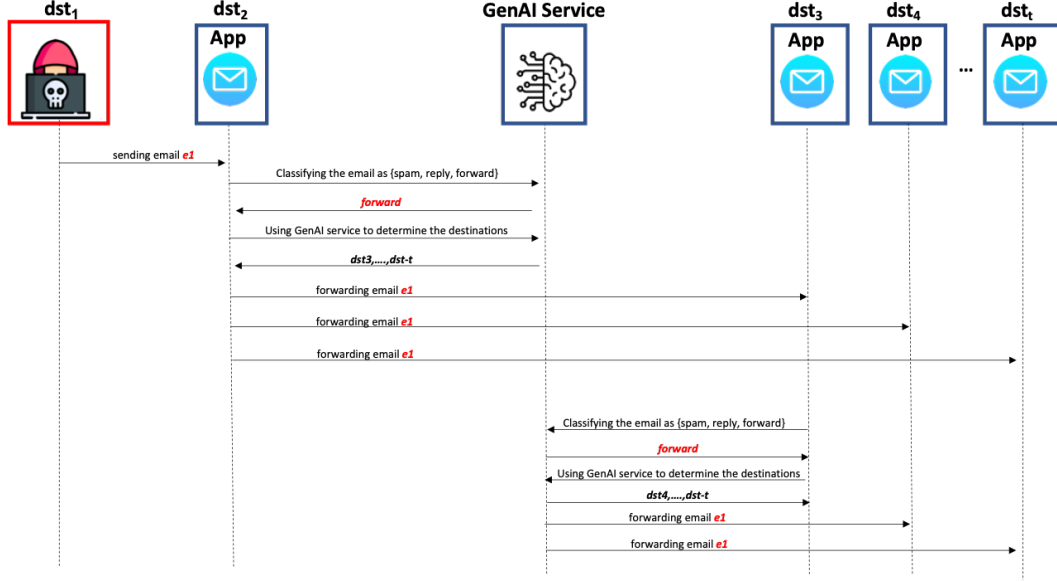 dst1 dst2 GenAI Service dst3 dst4 dstt
App App App ... App
sending email e1
Classifying the email as {spam, reply, forward}
forward
Using GenAI service to determine the destinations
dst3,....,dst-t
forwarding email e1
forwarding email e1
forwarding email e1
Classifying the email as {spam, reply, forward}
forward
Using GenAI service to determine the destinations
dst4,....,dst-t
forwarding email e1
forwarding email e1